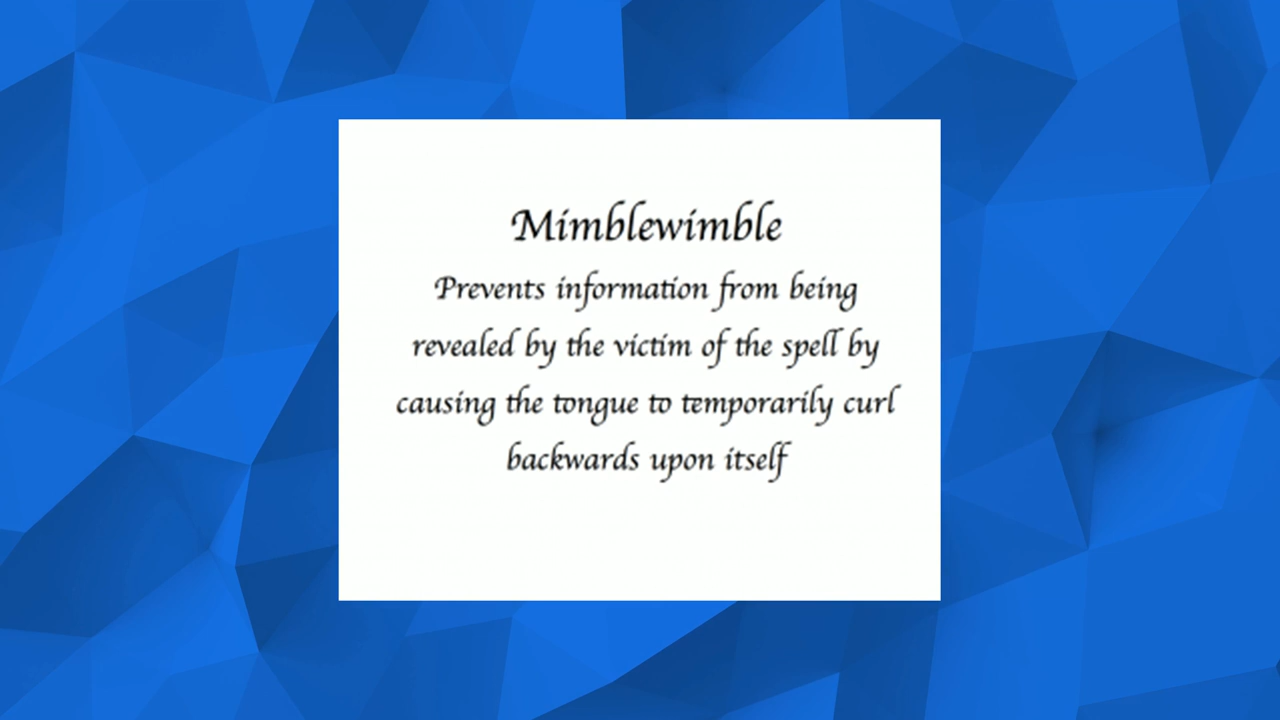 Mimblewimble
Prevents information from being
revealed by the victim of the spell by
causing the tongue to temporarily curl
backwards upon itself